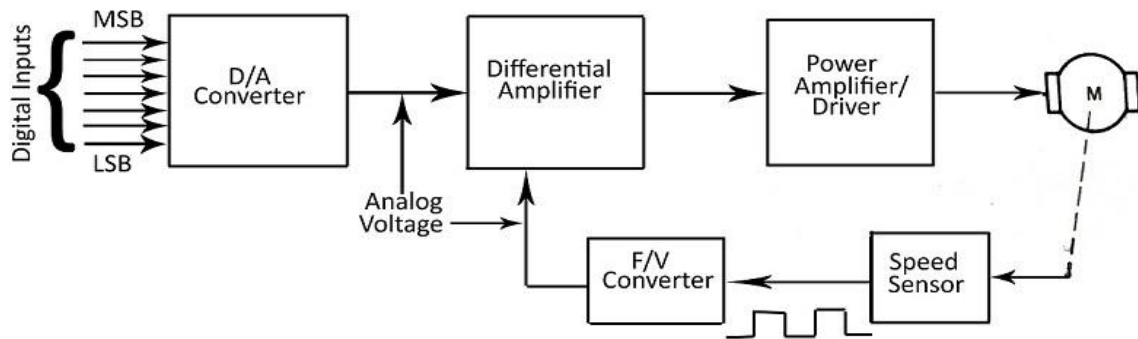 Digital Inputs
MSB
LSB
D/A
Converter
Analog
Voltage
Differential
Amplifier
Power
Amplifier/
Driver
M
F/V
Converter
Speed
Sensor